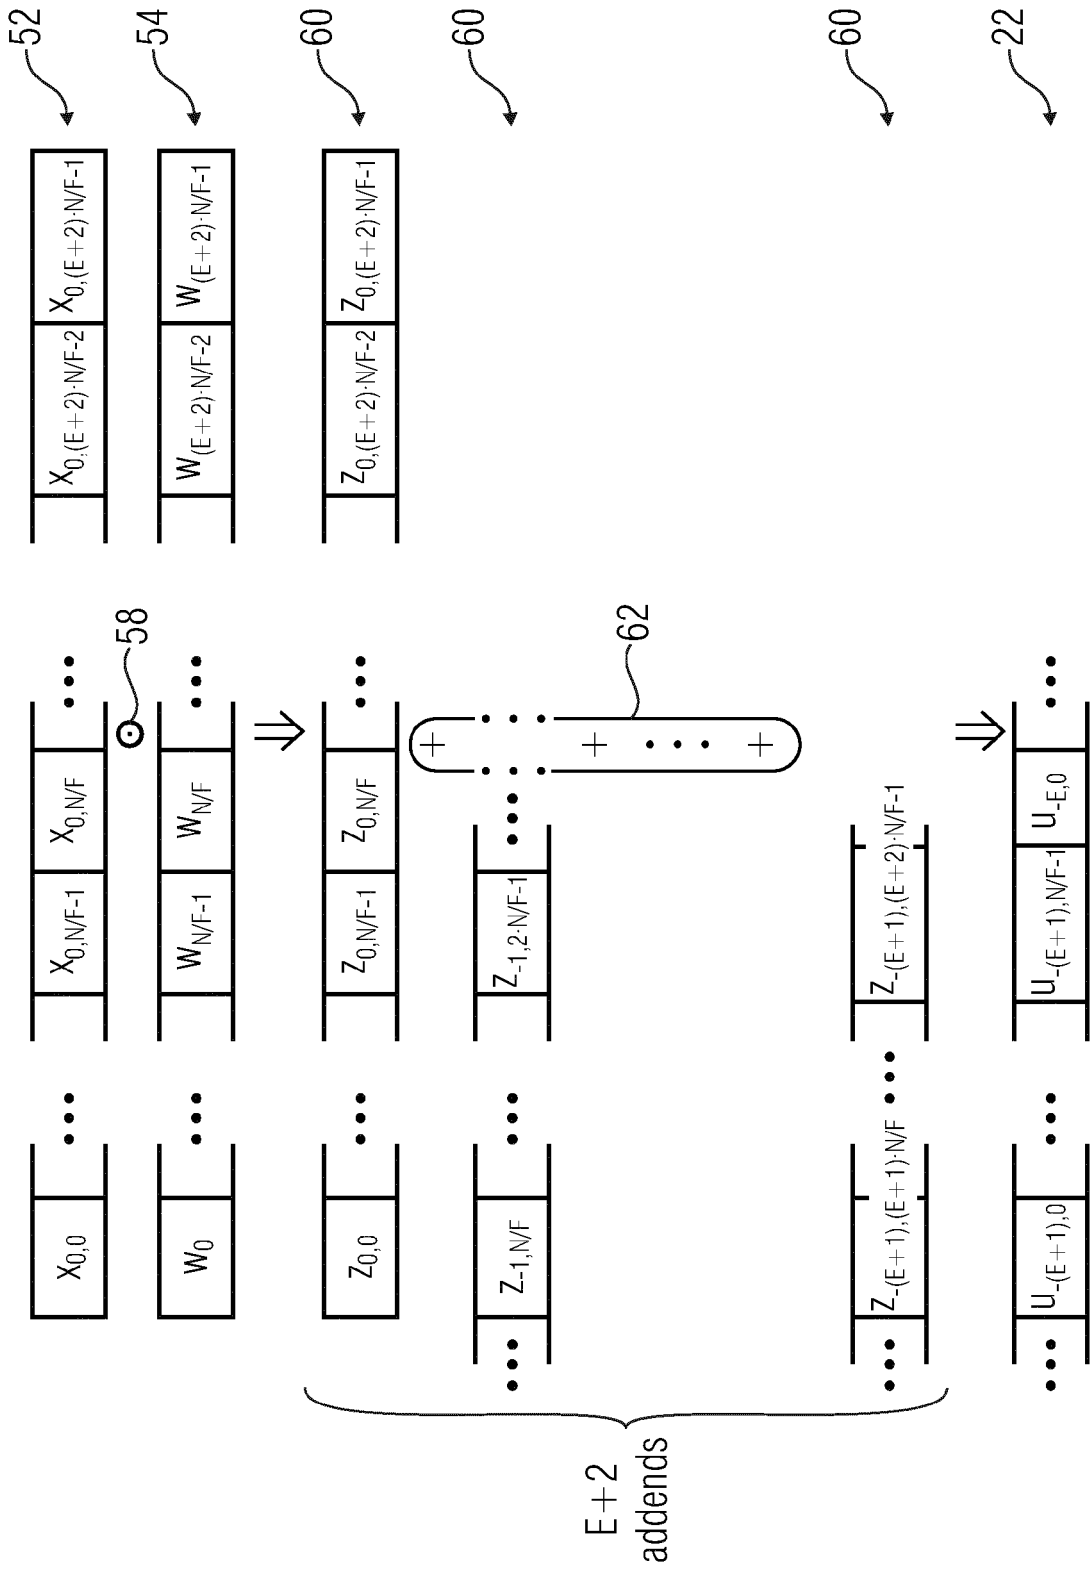 X0,0 ••• X0,N/F-1 X0,N/F ••• X0,(E+2)·N/F-2 X0,(E+2)·N/F-1 52
⊙ 58
W0 ••• WN/F-1 WN/F ••• W(E+2)·N/F-2 W(E+2)·N/F-1 54
⇓
Z0,0 ••• Z0,N/F-1 Z0,N/F ••• Z0,(E+2)·N/F-2 Z0,(E+2)·N/F-1 60
+
••• Z-1,N/F ••• Z-1,2·N/F-1 ••• 60
E+2
addends
+ 62
•••
+
••• Z-(E+1),(E+1)·N/F ••• Z-(E+1),(E+2)·N/F-1 60
⇓
••• u-(E+1),0 ••• u-(E+1),N/F-1 u-E,0 ••• 22